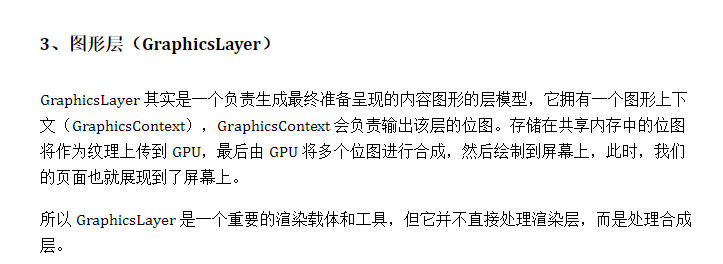 3、图形层（GraphicsLayer）
GraphicsLayer 其实是一个负责生成最终准备呈现的内容图形的层模型，它拥有一个图形上下
文（GraphicsContext），GraphicsContext 会负责输出该层的位图。存储在共享内存中的位图
将作为纹理上传到 GPU，最后由 GPU 将多个位图进行合成，然后绘制到屏幕上，此时，我们
的页面也就展现到了屏幕上。
所以 GraphicsLayer 是一个重要的渲染载体和工具，但它并不直接处理渲染层，而是处理合成
层。